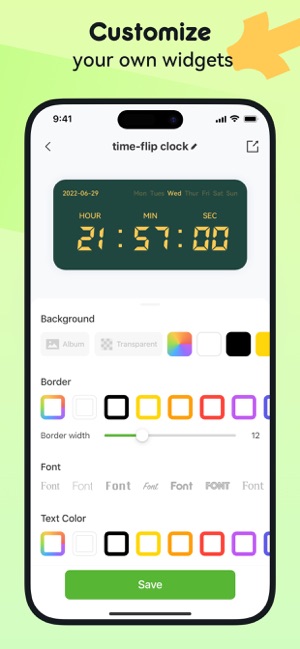 Customize
your own widgets
9:41
time-flip clock
2022-06-29 Mon Tues Wed Thur Fri Sat Sun
HOUR MIN SEC
21 : 57 : 00
Background
Album Transparent
Border
Border width 12
Font
Font Font Font Font Font FONT Font
Text Color
Save